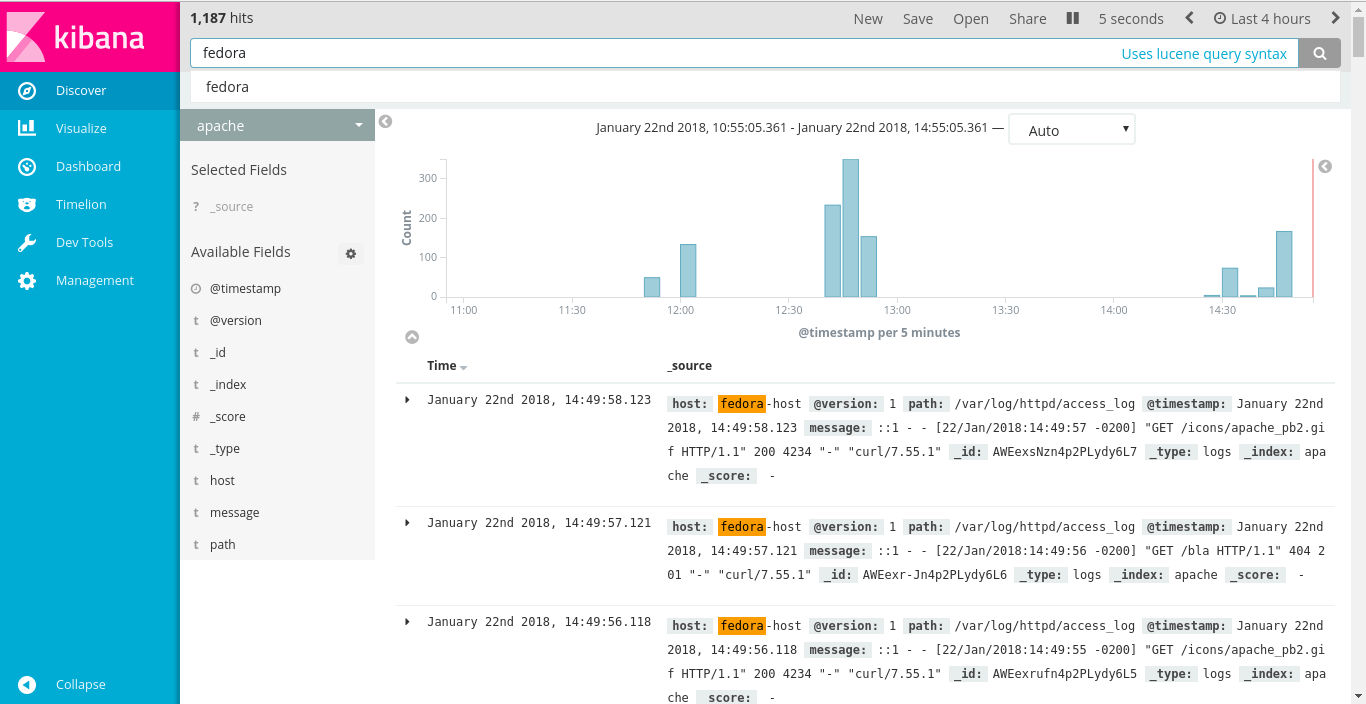 kibana
Discover
Visualize
Dashboard
Timelion
Dev Tools
Management
Collapse
1,187 hits
New Save Open Share 5 seconds Last 4 hours
fedora Uses lucene query syntax
fedora
apache
Selected Fields
? _source
Available Fields
@timestamp
t @version
t _id
t _index
# _score
t _type
t host
t message
t path
January 22nd 2018, 10:55:05.361 - January 22nd 2018, 14:55:05.361 — Auto
Count
300
200
100
0
11:00 11:30 12:00 12:30 13:00 13:30 14:00 14:30
@timestamp per 5 minutes
Time _source
January 22nd 2018, 14:49:58.123
host: fedora-host @version: 1 path: /var/log/httpd/access_log @timestamp: January 22nd
2018, 14:49:58.123 message: ::1 - - [22/Jan/2018:14:49:57 -0200] "GET /icons/apache_pb2.gi
f HTTP/1.1" 200 4234 "-" "curl/7.55.1" _id: AWEexsNzn4p2PLydy6L7 _type: logs _index: apa
che _score: -
January 22nd 2018, 14:49:57.121
host: fedora-host @version: 1 path: /var/log/httpd/access_log @timestamp: January 22nd
2018, 14:49:57.121 message: ::1 - - [22/Jan/2018:14:49:56 -0200] "GET /bla HTTP/1.1" 404 2
01 "-" "curl/7.55.1" _id: AWEexr-Jn4p2PLydy6L6 _type: logs _index: apache _score: -
January 22nd 2018, 14:49:56.118
host: fedora-host @version: 1 path: /var/log/httpd/access_log @timestamp: January 22nd
2018, 14:49:56.118 message: ::1 - - [22/Jan/2018:14:49:55 -0200] "GET /icons/apache_pb2.gi
f HTTP/1.1" 200 4234 "-" "curl/7.55.1" _id: AWEexrufn4p2PLydy6L5 _type: logs _index: apa
che _score: -